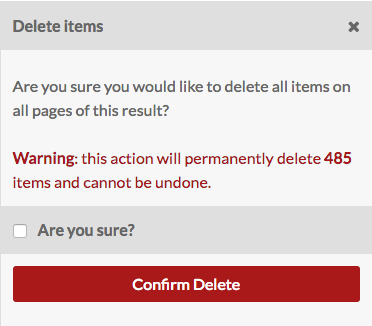 Delete items
Are you sure you would like to delete all items on
all pages of this result?
Warning: this action will permanently delete 485
items and cannot be undone.
Are you sure?
Confirm Delete